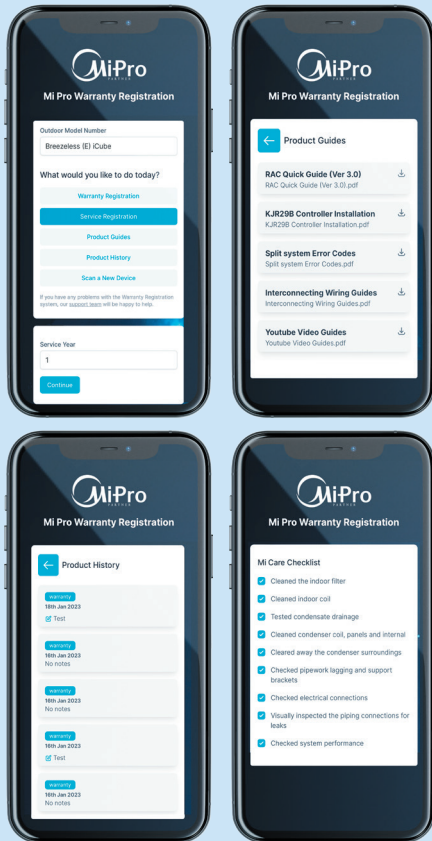 MiPro
PARTNER
Mi Pro Warranty Registration
Outdoor Model Number
Breezeless (E) iCube
What would you like to do today?
Warranty Registration
Service Registration
Product Guides
Product History
Scan a New Device
If you have any problems with the Warranty Registration
system, our support team will be happy to help.
Service Year
1
Continue
MiPro
PARTNER
Mi Pro Warranty Registration
Product Guides
RAC Quick Guide (Ver 3.0)
RAC Quick Guide (Ver 3.0).pdf
KJR29B Controller Installation
KJR29B Controller Installation.pdf
Split system Error Codes
Split system Error Codes.pdf
Interconnecting Wiring Guides
Interconnecting Wiring Guides.pdf
Youtube Video Guides
Youtube Video Guides.pdf
MiPro
PARTNER
Mi Pro Warranty Registration
Product History
warranty
18th Jan 2023
Test
warranty
16th Jan 2023
No notes
warranty
16th Jan 2023
No notes
warranty
16th Jan 2023
Test
warranty
16th Jan 2023
No notes
MiPro
PARTNER
Mi Pro Warranty Registration
Mi Care Checklist
Cleaned the indoor filter
Cleaned indoor coil
Tested condensate drainage
Cleaned condenser coil, panels and internal
Cleared away the condenser surroundings
Checked pipework lagging and support
brackets
Checked electrical connections
Visually inspected the piping connections for
leaks
Checked system performance